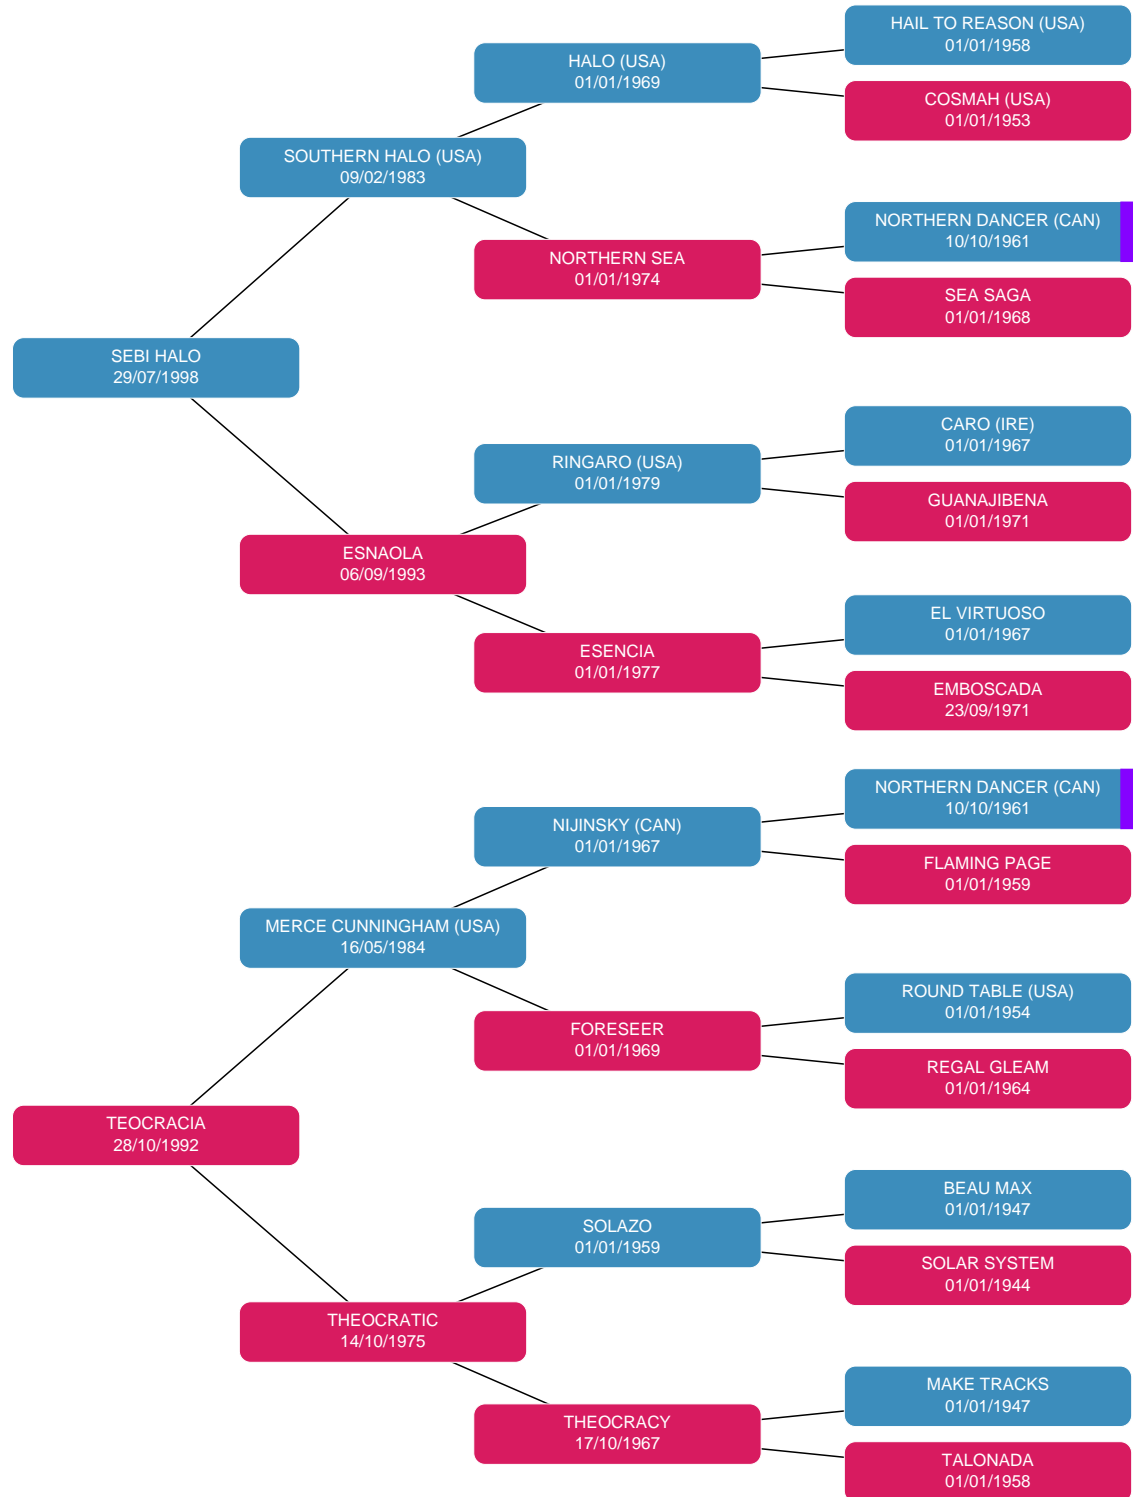 HAIL TO REASON (USA)
01/01/1958
HALO (USA)
01/01/1969
COSMAH (USA)
01/01/1953
SOUTHERN HALO (USA)
09/02/1983
NORTHERN DANCER (CAN)
10/10/1961
NORTHERN SEA
01/01/1974
SEA SAGA
01/01/1968
SEBI HALO
29/07/1998
CARO (IRE)
01/01/1967
RINGARO (USA)
01/01/1979
GUANAJIBENA
01/01/1971
ESNAOLA
06/09/1993
EL VIRTUOSO
01/01/1967
ESENCIA
01/01/1977
EMBOSCADA
23/09/1971
NORTHERN DANCER (CAN)
10/10/1961
NIJINSKY (CAN)
01/01/1967
FLAMING PAGE
01/01/1959
MERCE CUNNINGHAM (USA)
16/05/1984
ROUND TABLE (USA)
01/01/1954
FORESEER
01/01/1969
REGAL GLEAM
01/01/1964
TEOCRACIA
28/10/1992
BEAU MAX
01/01/1947
SOLAZO
01/01/1959
SOLAR SYSTEM
01/01/1944
THEOCRATIC
14/10/1975
MAKE TRACKS
01/01/1947
THEOCRACY
17/10/1967
TALONADA
01/01/1958